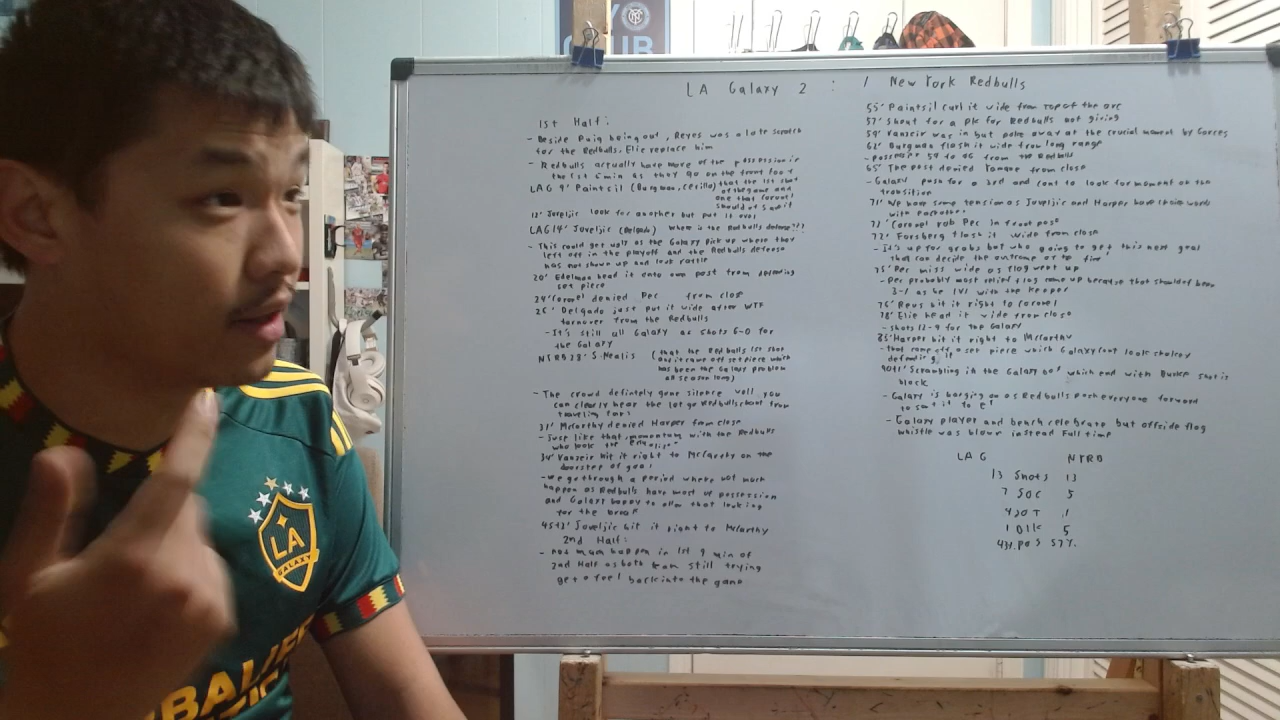 LA Galaxy 2 : 1 New York Redbulls
1st Half:
- Beside Puig being out, Reyes was a late scratch
for the Redbulls. Elie replace him
- Redbulls actually have more of the possession in
the 1st 6 min as they go on the front foot
LAG 9' Paintsil (Burgman, Cerillo) that the 1st shot
of the game and
one that Coronel
should of saved it
12' Joveljic look for another but put it over
LAG 14' Joveljic (Delgado) where is the Redbulls defense???
- This could get ugly as the Galaxy pick up where they
left off in the playoff and the Redbulls defense
has not shown up and look rattle
20' Edelman head it onto own post from defending
set piece
24' Coronel denied Pec from close
26' Delgado just put it wide after WTF
turnover from the Redbulls
- It's still all Galaxy as shots 6-0 for
the Galaxy
NYRB 28' S. Nealis (that the Redbulls 1st shot
and it came off set piece which
has been the Galaxy problem
all season long)
- The crowd definitely gone silence well you
can clearly hear the let go Redbulls chant from
traveling fans
31' McCarthy denied Harper from close
- Just like that, momentum with the Redbulls
who look the
34' Vanzeir hit it right to McCarthy on the
doorstep of goal
- we go through a period where not much
happen as Redbulls have most of possession
and Galaxy happy to offer that looking
for the break
45+3' Joveljic hit it right to McCarthy
2nd Half:
- not much happen in 1st 9 min of
2nd Half as both team still trying
get a feel back into the game
55' Paintsil curl it wide from top of the arc
57' Shout for a PK for Redbulls not giving
59' Vanzeir was in but poke away at the crucial moment by Garces
62' Burgman flash it wide from long range
- possession 54 to 46 from the Redbulls
65' The post denied Yamane from close
- Galaxy push for a 3rd and cont to look for moment on the
transition
71' We have some tension as Joveljic and Harper have choice words
with eachother
71' Coronel rob Pec in front post
72' Forsberg flash it wide from close
- It's up for grabs but who going to get this next goal
that can decide the outcome or to five
75' Pec miss wide as flag went up
- Pec probably most relief flag came up because that should of been
3-1 as he 1v1 with the keeper
76' Reus hit it right to Coronel
78' Elie head it wide from close
- Shots 12-9 for the Galaxy
83' Harper hit it right to McCarthy
- that came off a set piece which Galaxy cont look choicey
defending it
90+1' Scrambling in the Galaxy box which end with Burke shot is
block
- Galaxy is hanging on as Redbulls push everyone forward
to
- Galaxy player and bench celebrate but offside flag
whistle was blown instead Full time
LAG NYRB
13 Shots 13
7 SOG 5
4 SOT 1
1 5
43% POS 57%
LA
GALAXY